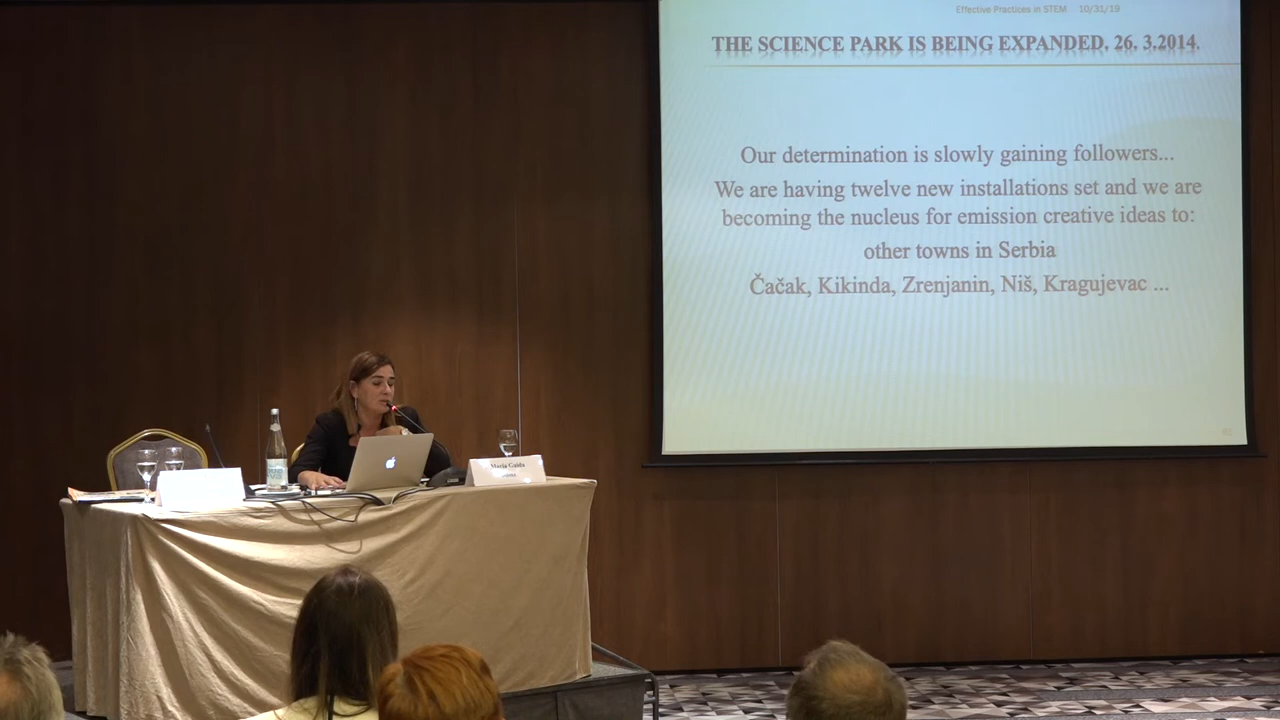 Effective Practices in STEM 10/31/19
THE SCIENCE PARK IS BEING EXPANDED, 26. 3.2014.
Our determination is slowly gaining followers...
We are having twelve new installations set and we are
becoming the nucleus for emission creative ideas to:
other towns in Serbia
Čačak, Kikinda, Zrenjanin, Niš, Kragujevac ...
Maria Guida